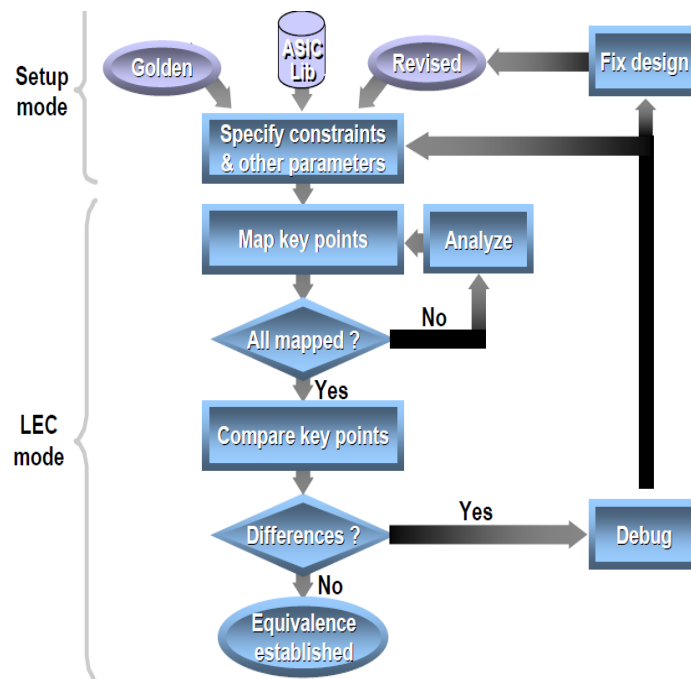 Golden
ASIC
Lib
Revised
Fix design
Setup
mode
Specify constraints
& other parameters
Map key points
Analyze
No
All mapped ?
Yes
LEC
mode
Compare key points
Differences ?
Yes
Debug
No
Equivalence
established